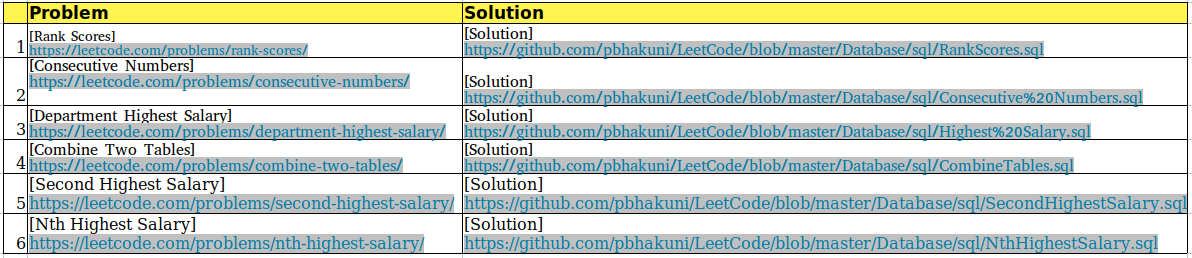 Problem Solution
[Rank Scores] [Solution]
1 https://leetcode.com/problems/rank-scores/ https://github.com/pbhakuni/LeetCode/blob/master/Database/sql/RankScores.sql
[Consecutive Numbers]
https://leetcode.com/problems/consecutive-numbers/ [Solution]
2 https://github.com/pbhakuni/LeetCode/blob/master/Database/sql/Consecutive%20Numbers.sql
[Department Highest Salary] [Solution]
3 https://leetcode.com/problems/department-highest-salary/ https://github.com/pbhakuni/LeetCode/blob/master/Database/sql/Highest%20Salary.sql
[Combine Two Tables] [Solution]
4 https://leetcode.com/problems/combine-two-tables/ https://github.com/pbhakuni/LeetCode/blob/master/Database/sql/CombineTables.sql
[Second Highest Salary] [Solution]
5 https://leetcode.com/problems/second-highest-salary/ https://github.com/pbhakuni/LeetCode/blob/master/Database/sql/SecondHighestSalary.sql
[Nth Highest Salary] [Solution]
6 https://leetcode.com/problems/nth-highest-salary/ https://github.com/pbhakuni/LeetCode/blob/master/Database/sql/NthHighestSalary.sql